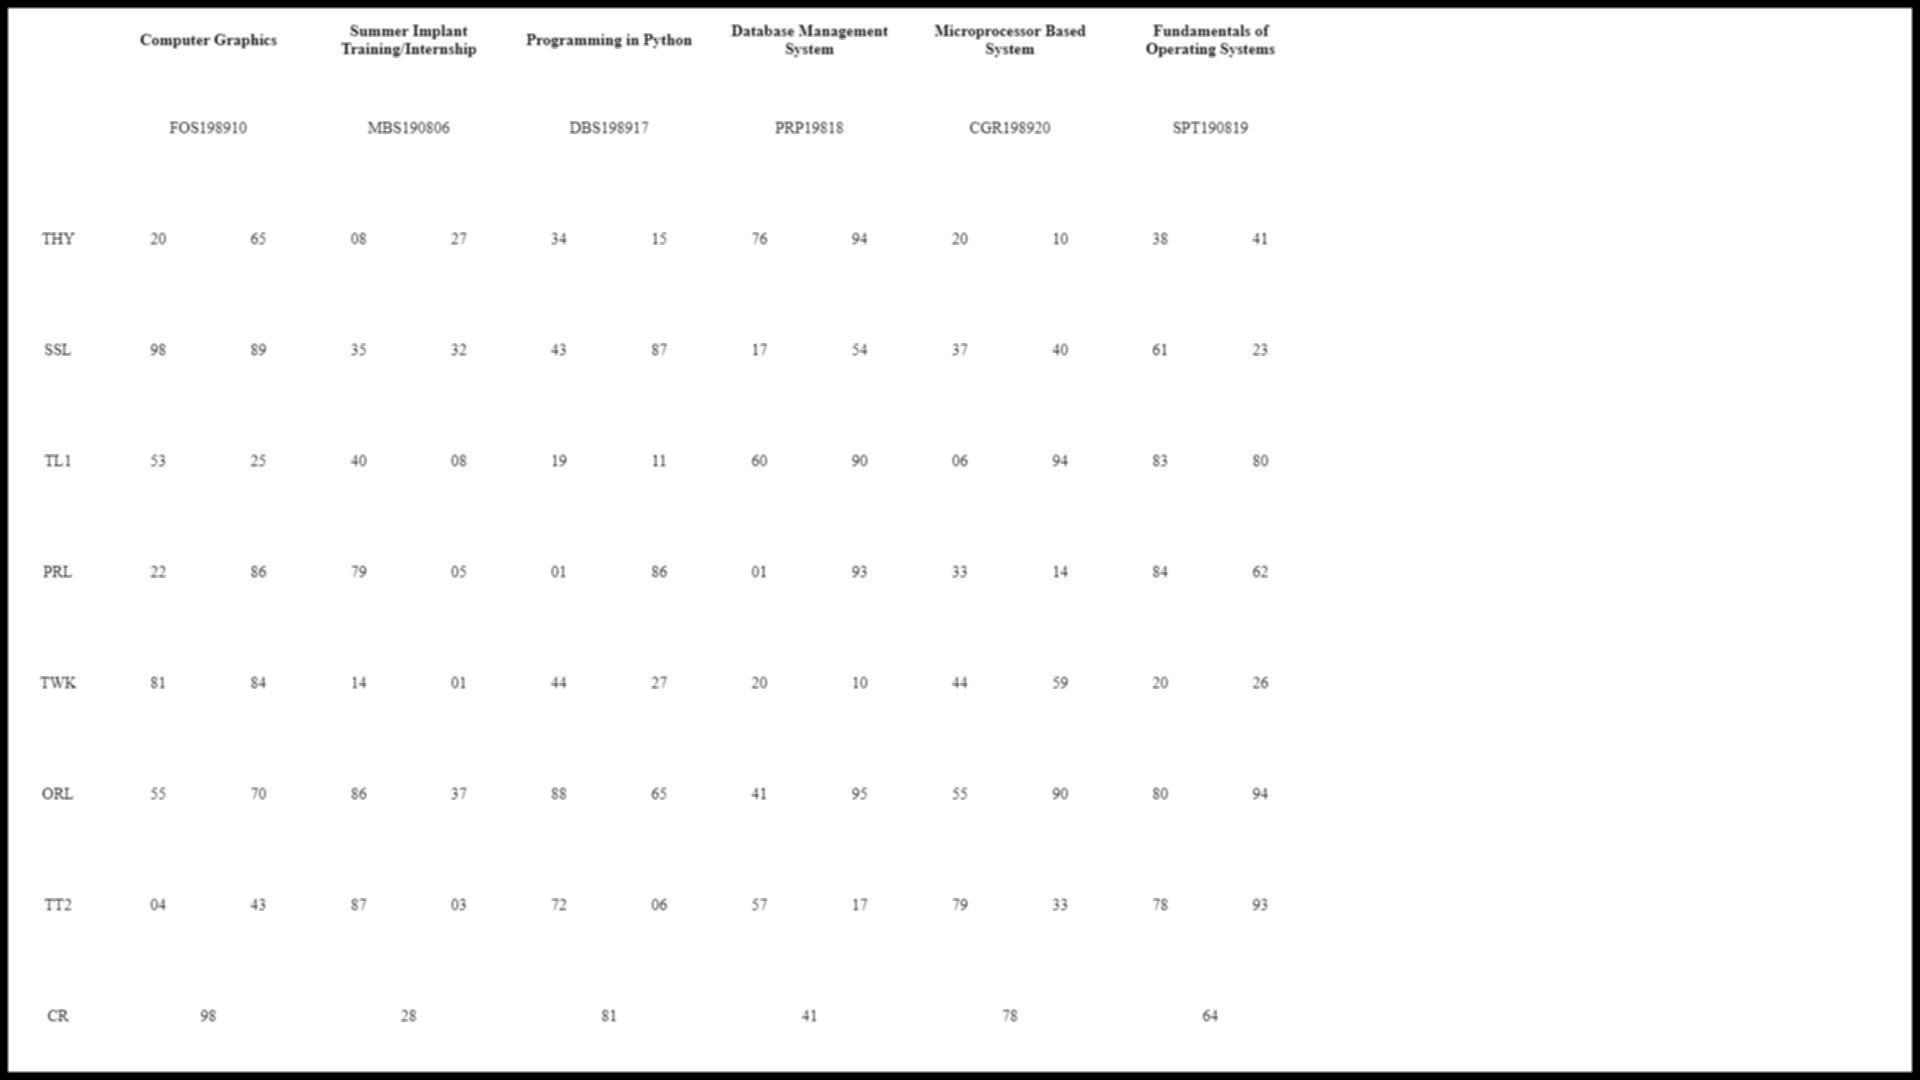 Computer Graphics Summer Implant Training/Internship Programming in Python Database Management System Microprocessor Based System Fundamentals of Operating Systems
FOS198910 MBS190806 DBS198917 PRP19818 CGR198920 SPT190819
THY 20 65 08 27 34 15 76 94 20 10 38 41
SSL 98 89 35 32 43 87 17 54 37 40 61 23
TL1 53 25 40 08 19 11 60 90 06 94 83 80
PRL 22 86 79 05 01 86 01 93 33 14 84 62
TWK 81 84 14 01 44 27 20 10 44 59 20 26
ORL 55 70 86 37 88 65 41 95 55 90 80 94
TT2 04 43 87 03 72 06 57 17 79 33 78 93
CR 98 28 81 41 78 64